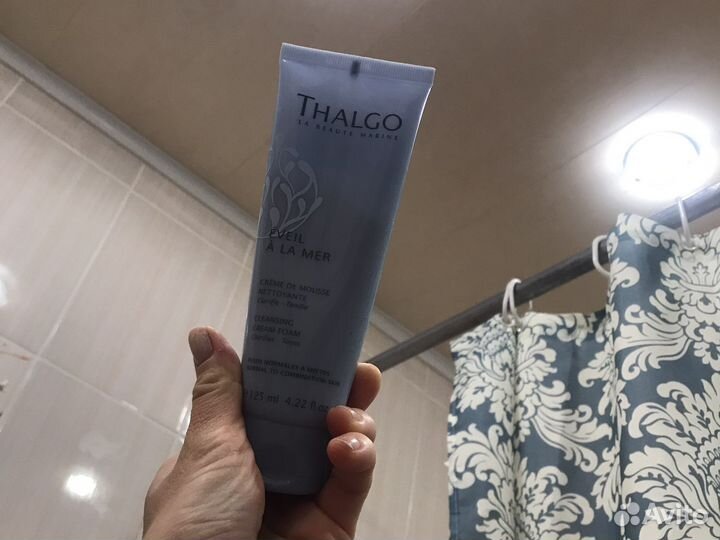 THALGO
LA BEAUTÉ MARINE
ÉVEIL
À LA MER
CRÈME DE MOUSSE
NETTOYANTE
CLEANSING
CREAM FOAM
125 ml 4.22 fl oz
Avito